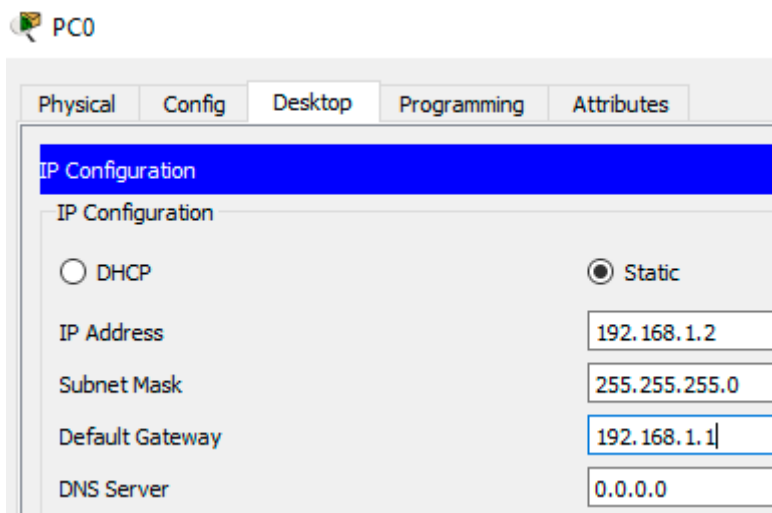 PC0
Physical Config Desktop Programming Attributes
IP Configuration
IP Configuration
DHCP Static
IP Address 192.168.1.2
Subnet Mask 255.255.255.0
Default Gateway 192.168.1.1
DNS Server 0.0.0.0